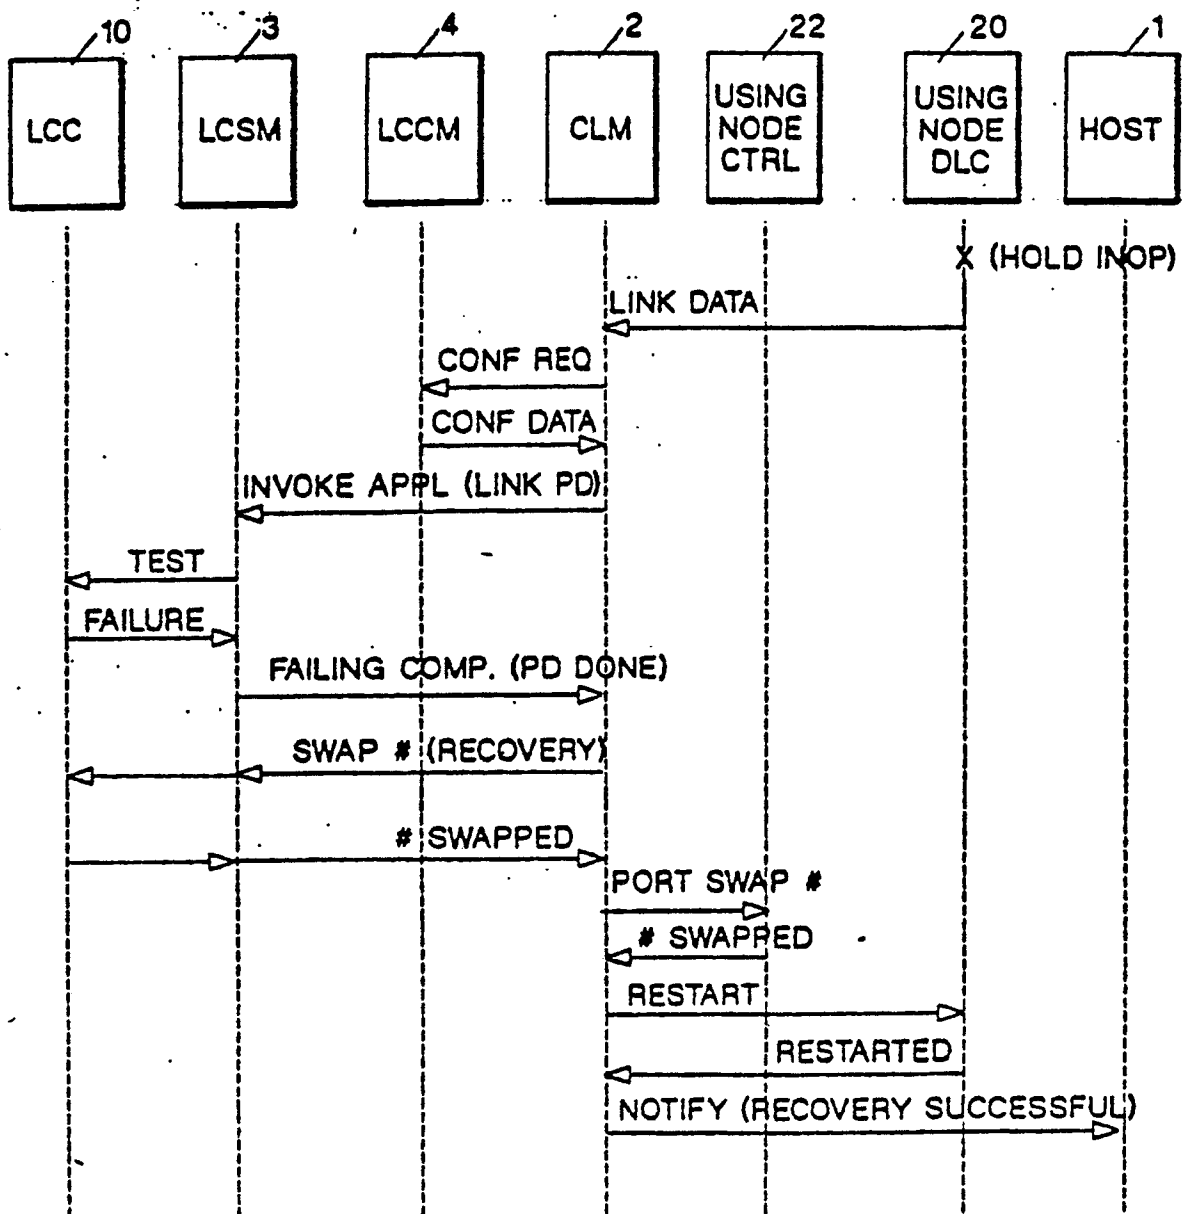 10 3 4 2 22 20 1
LCC
LCSM
LCCM
CLM
USING
NODE
CTRL
USING
NODE
DLC
HOST
X (HOLD INOP)
LINK DATA
CONF REQ
CONF DATA
INVOKE APPL (LINK PD)
TEST
FAILURE
FAILING COMP. (PD DONE)
SWAP # (RECOVERY)
# SWAPPED
PORT SWAP #
# SWAPPED
RESTART
RESTARTED
NOTIFY (RECOVERY SUCCESSFUL)